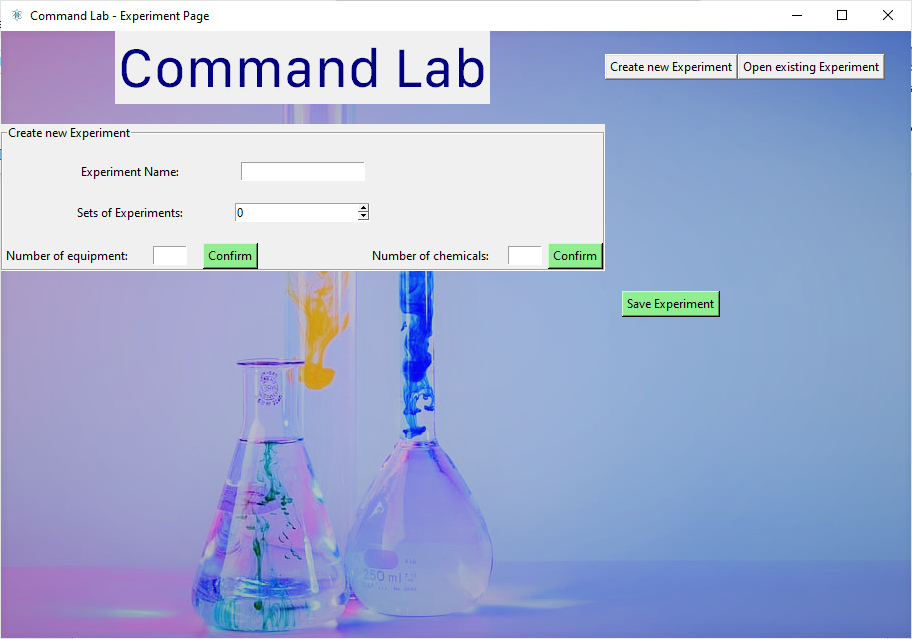 Command Lab - Experiment Page
Command Lab
Create new Experiment
Open existing Experiment
Create new Experiment
Experiment Name:
Sets of Experiments:
0
Number of equipment:
Confirm
Number of chemicals:
Confirm
Save Experiment
250 ml